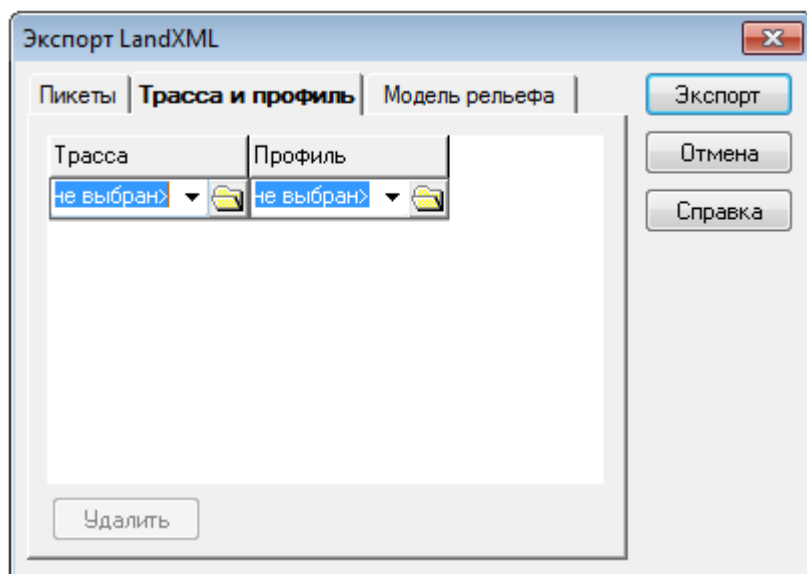 Экспорт LandXML
Пикеты Трасса и профиль Модель рельефа Экспорт
Отмена
Справка
Трасса Профиль
не выбран> не выбран>
Удалить